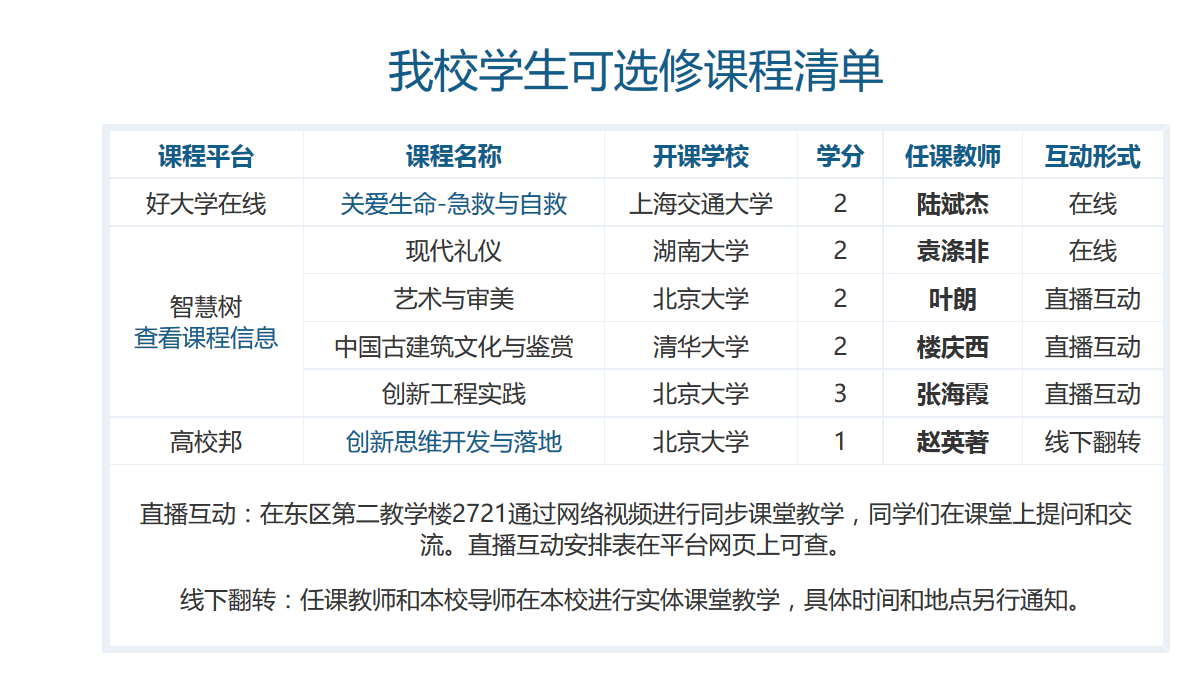 我校学生可选修课程清单
课程平台 课程名称 开课学校 学分 任课教师 互动形式
好大学在线 关爱生命-急救与自救 上海交通大学 2 陆斌杰 在线
智慧树
查看课程信息
现代礼仪 湖南大学 2 袁涤非 在线
艺术与审美 北京大学 2 叶朗 直播互动
中国古建筑文化与鉴赏 清华大学 2 楼庆西 直播互动
创新工程实践 北京大学 3 张海霞 直播互动
高校邦 创新思维开发与落地 北京大学 1 赵英著 线下翻转
直播互动：在东区第二教学楼2721通过网络视频进行同步课堂教学，同学们在课堂上提问和交
流。直播互动安排表在平台网页上可查。
线下翻转：任课教师和本校导师在本校进行实体课堂教学，具体时间和地点另行通知。